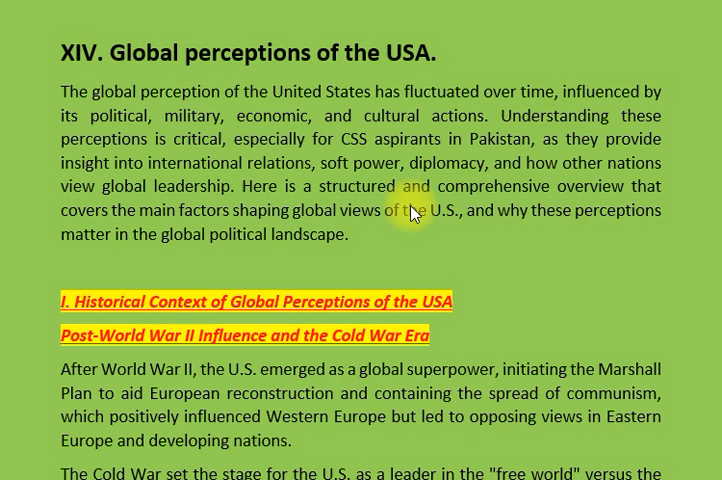 XIV. Global perceptions of the USA.
The global perception of the United States has fluctuated over time, influenced by
its political, military, economic, and cultural actions. Understanding these
perceptions is critical, especially for CSS aspirants in Pakistan, as they provide
insight into international relations, soft power, diplomacy, and how other nations
view global leadership. Here is a structured and comprehensive overview that
covers the main factors shaping global views of the U.S., and why these perceptions
matter in the global political landscape.
I. Historical Context of Global Perceptions of the USA
Post-World War II Influence and the Cold War Era
After World War II, the U.S. emerged as a global superpower, initiating the Marshall
Plan to aid European reconstruction and containing the spread of communism,
which positively influenced Western Europe but led to opposing views in Eastern
Europe and developing nations.
The Cold War set the stage for the U.S. as a leader in the "free world" versus the